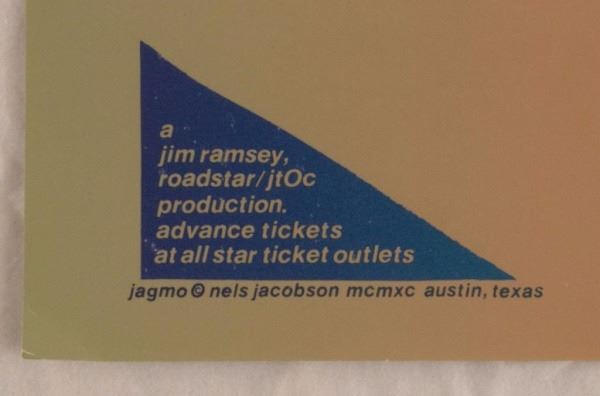 a
jim ramsey,
roadstar/jtOc
production.
advance tickets
at all star ticket outlets
jagmo © nels jacobson mcmxc austin, texas